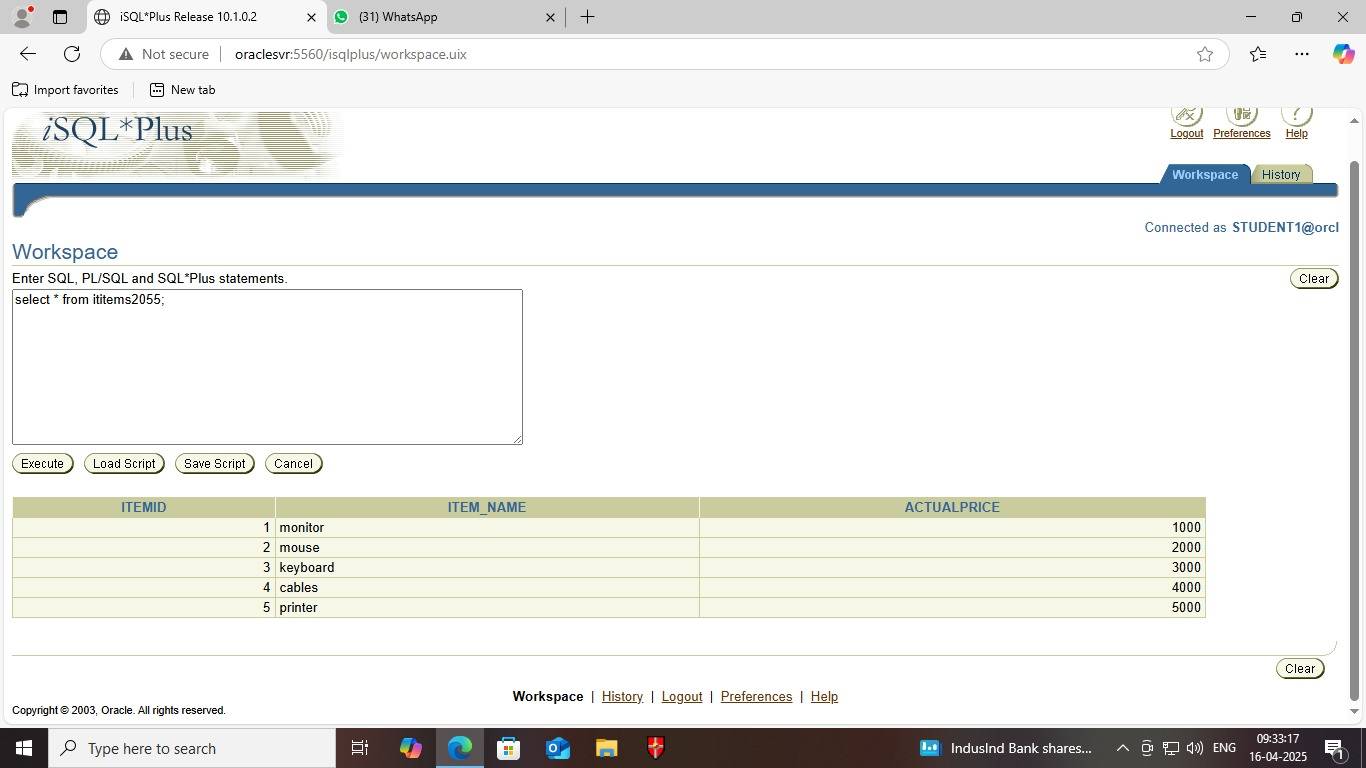 iSQL*Plus Release 10.1.0.2
(31) WhatsApp
Not secure
oraclesvr:5560/isqlplus/workspace.uix
Import favorites
New tab
iSQL*Plus
Logout Preferences Help
Workspace History
Connected as STUDENT1@orcl
Workspace
Enter SQL, PL/SQL and SQL*Plus statements.
Clear
select * from ititems2055;
Execute Load Script Save Script Cancel
ITEMID ITEM_NAME ACTUALPRICE
1 monitor 1000
2 mouse 2000
3 keyboard 3000
4 cables 4000
5 printer 5000
Clear
Workspace | History | Logout | Preferences | Help
Copyright © 2003, Oracle. All rights reserved.
Type here to search
IndusInd Bank shares...
ENG
09:33:17
16-04-2025
1